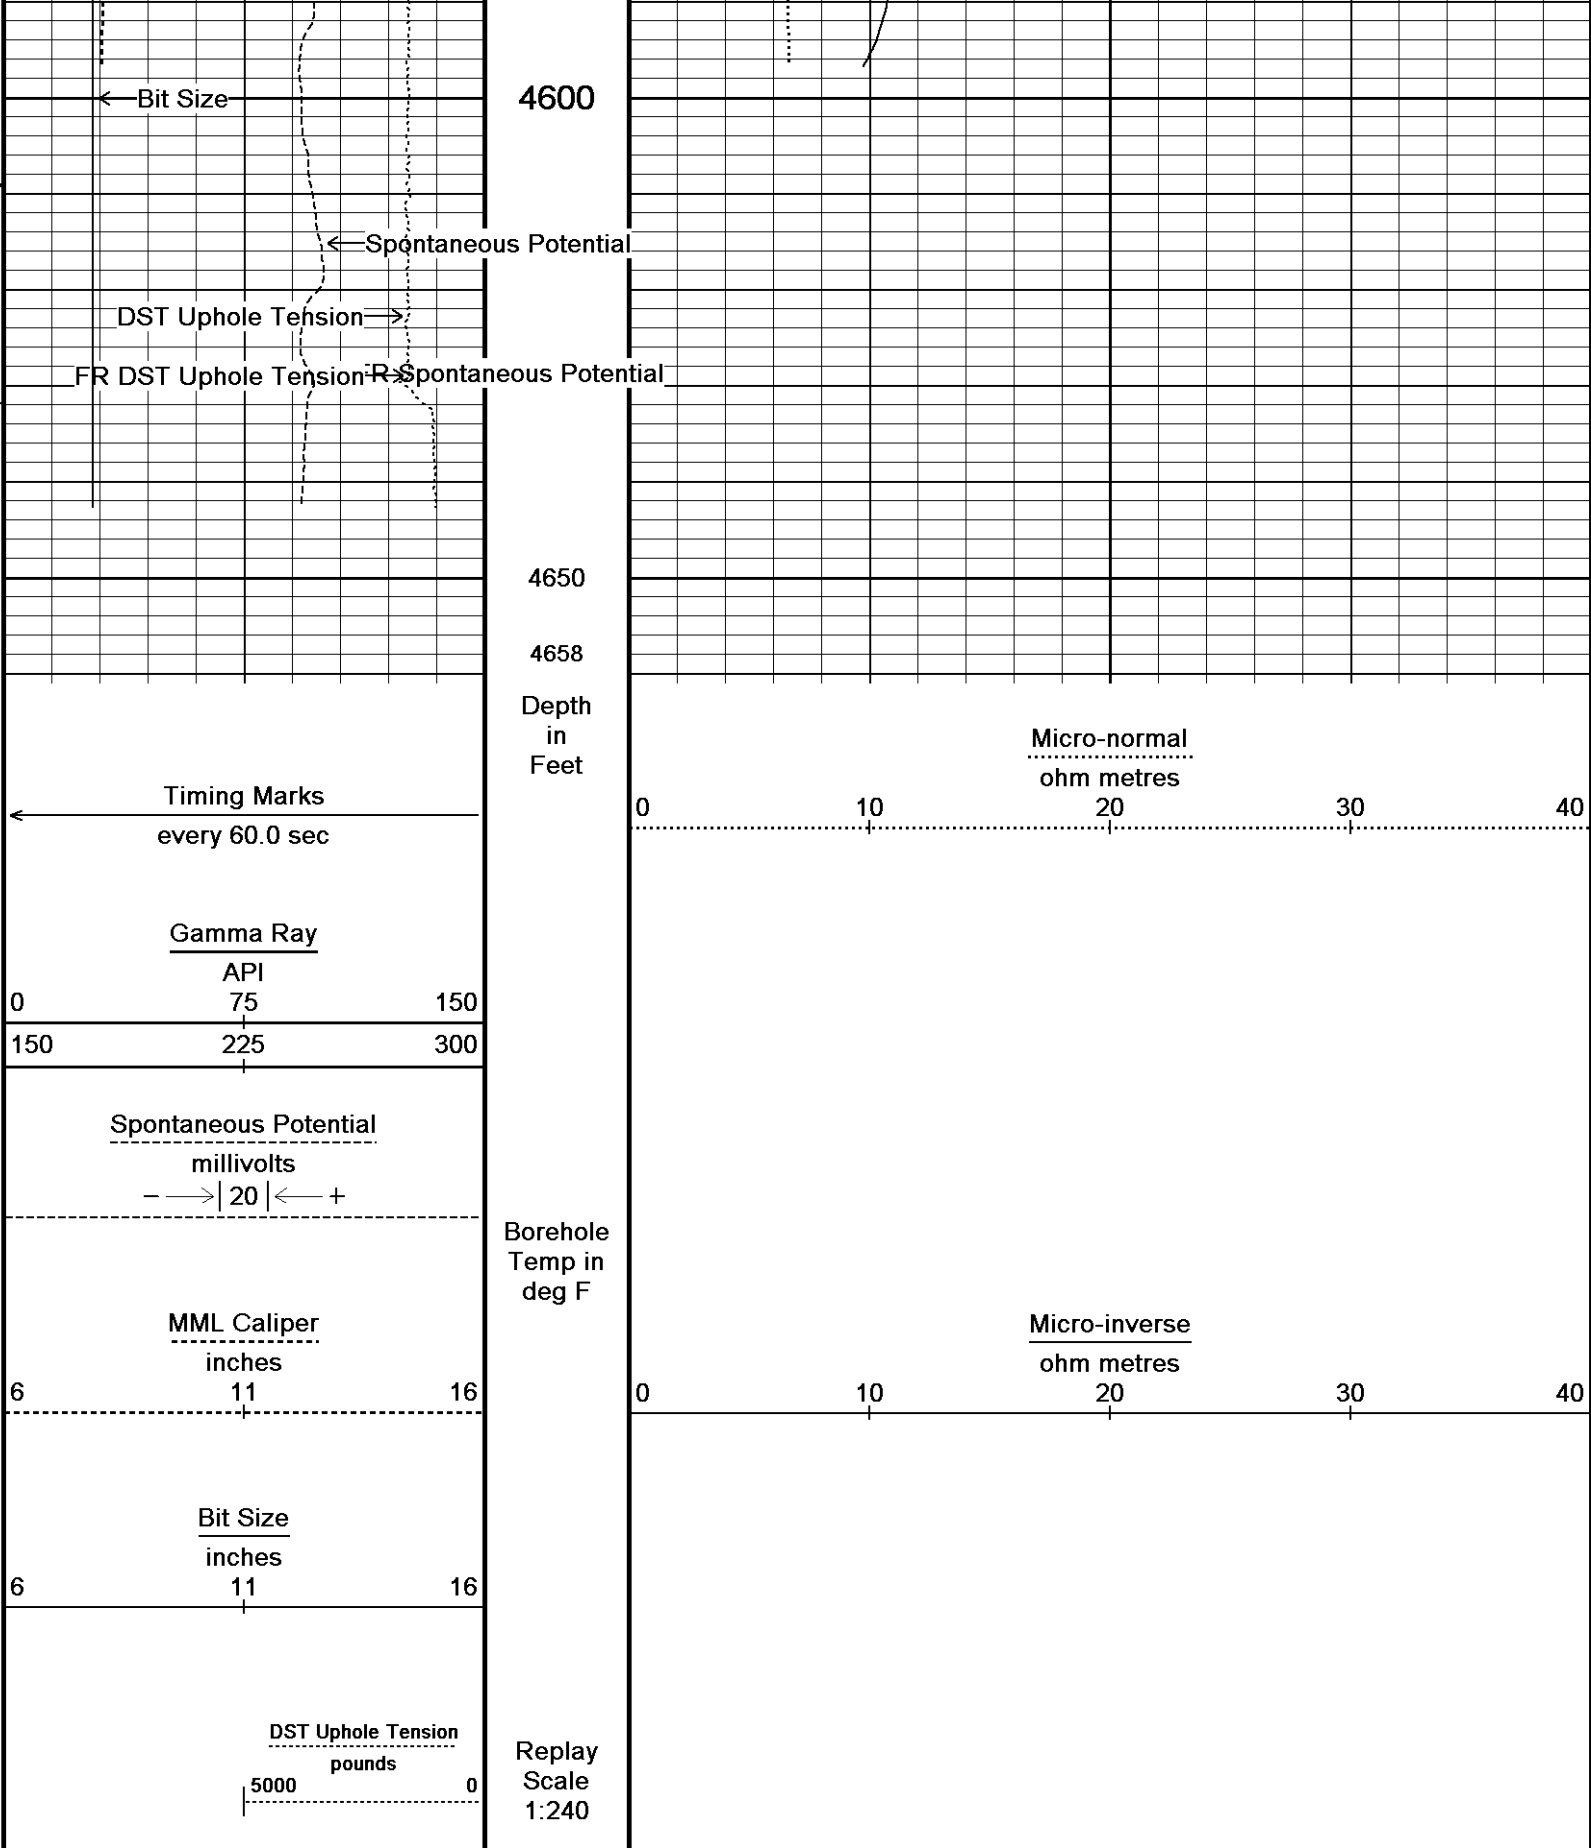 Bit Size
4600
Spontaneous Potential
DST Uphole Tension
FR DST Uphole Tension
FR Spontaneous Potential
4650
4658
Depth
in
Feet
Micro-normal
ohm metres
0 10 20 30 40
Timing Marks
every 60.0 sec
Gamma Ray
API
0 75 150
150 225 300
Spontaneous Potential
millivolts
− 20 +
Borehole
Temp in
deg F
MML Caliper
inches
6 11 16
Micro-inverse
ohm metres
0 10 20 30 40
Bit Size
inches
6 11 16
DST Uphole Tension
pounds
5000 0
Replay
Scale
1:240